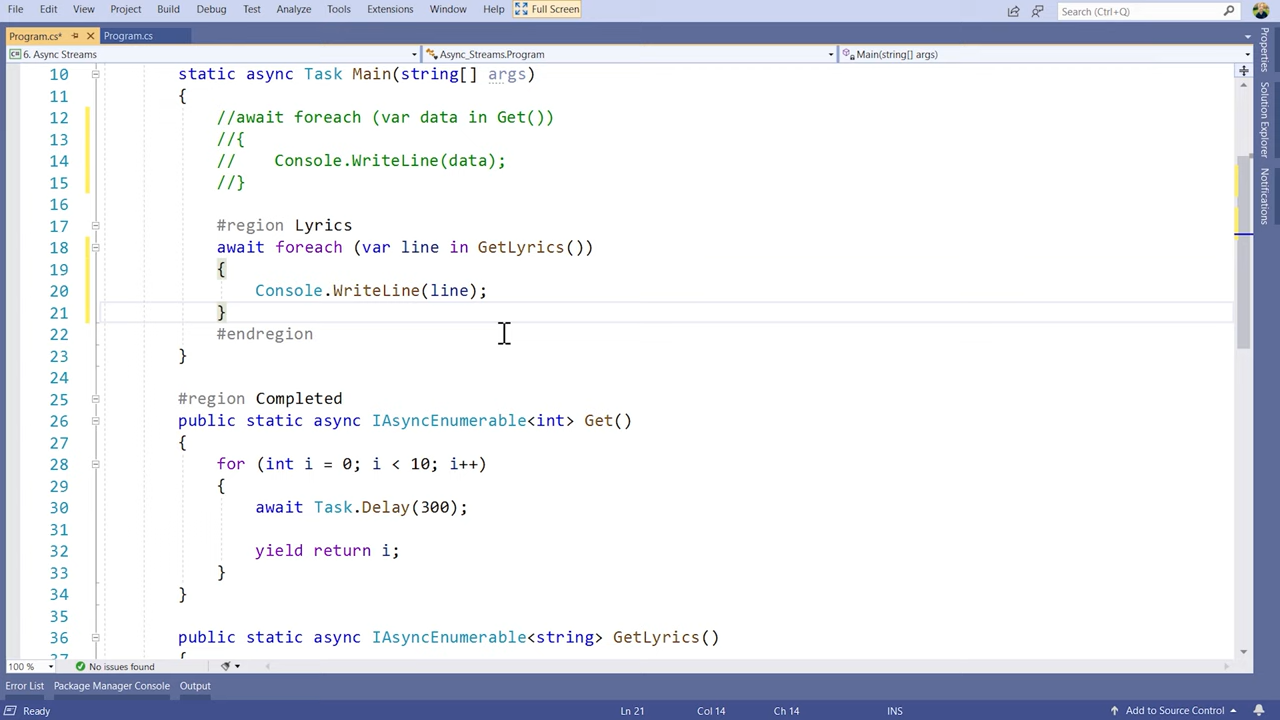 File Edit View Project Build Debug Test Analyze Tools Extensions Window Help Full Screen Search (Ctrl+Q)
Program.cs* Program.cs
6. Async Streams Async_Streams.Program Main(string[] args)
10 static async Task Main(string[] args)
11 {
12 //await foreach (var data in Get())
13 //{
14 // Console.WriteLine(data);
15 //}
16
17 #region Lyrics
18 await foreach (var line in GetLyrics())
19 {
20 Console.WriteLine(line);
21 }
22 #endregion
23 }
24
25 #region Completed
26 public static async IAsyncEnumerable<int> Get()
27 {
28 for (int i = 0; i < 10; i++)
29 {
30 await Task.Delay(300);
31
32 yield return i;
33 }
34 }
35
36 public static async IAsyncEnumerable<string> GetLyrics()
37 {
100 % No issues found
Error List Package Manager Console Output
Ready Ln 21 Col 14 Ch 14 INS Add to Source Control
Properties
Solution Explorer
Notifications